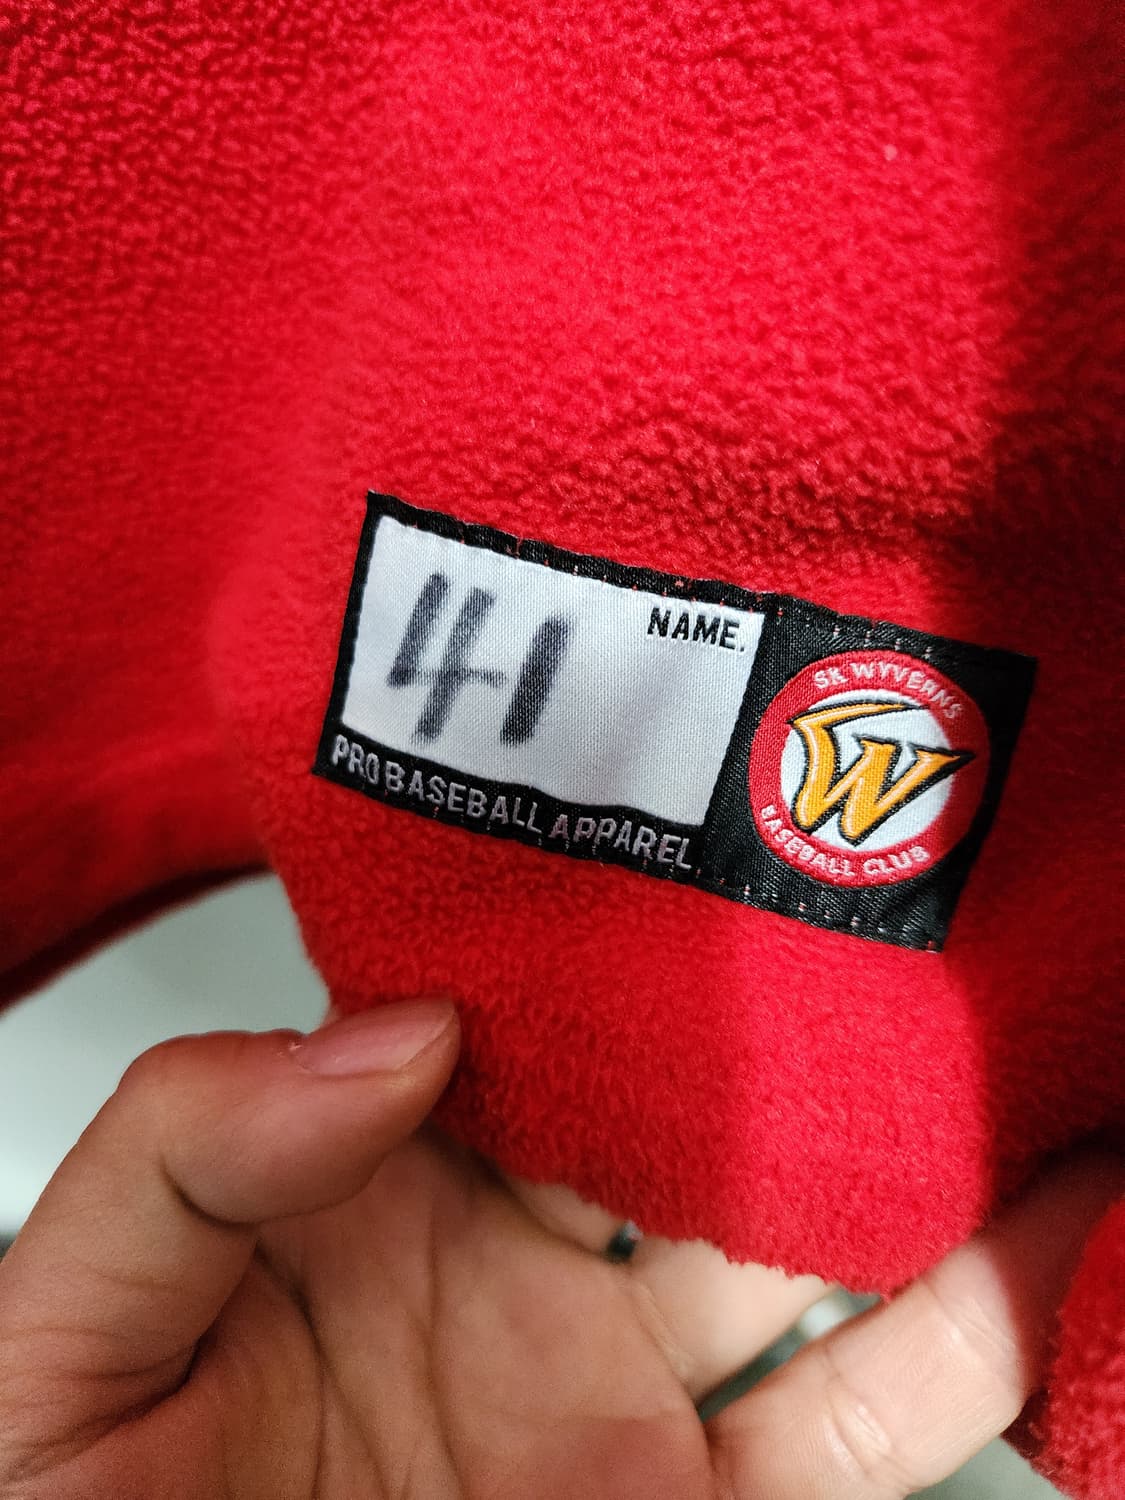 41
NAME.
PRO BASEBALL APPAREL
SK WYVERNS
W
BASEBALL CLUB